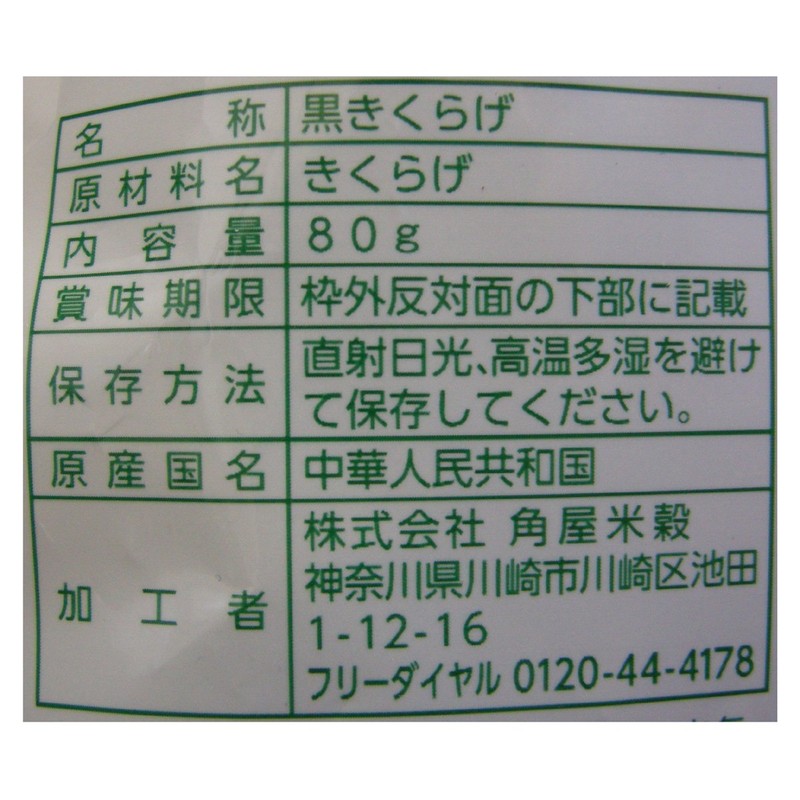 名称 黒きくらげ
原材料名 きくらげ
内容量 80g
賞味期限 枠外反対面の下部に記載
保存方法 直射日光、高温多湿を避け
て保存してください。
原産国名 中華人民共和国
加工者 株式会社 角屋米穀
神奈川県川崎市川崎区池田
1-12-16
フリーダイヤル 0120-44-4178